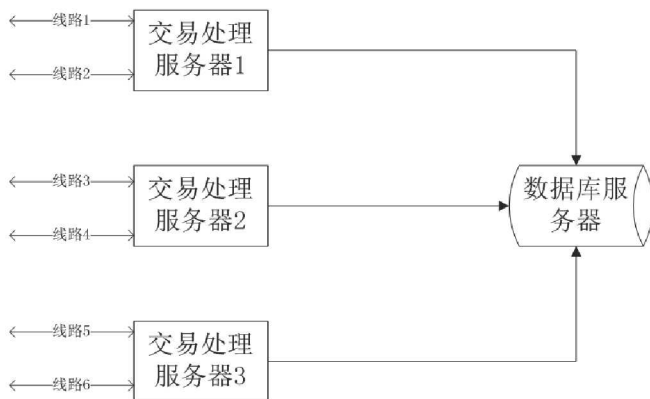 线路1
交易处理
服务器1
线路2
线路3
交易处理
服务器2
线路4
数据库服
务器
线路5
交易处理
服务器3
线路6